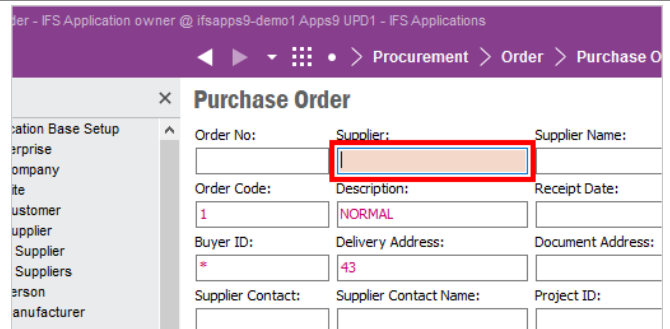 der - IFS Application owner @ ifsapps9-demo1 Apps9 UPD1 - IFS Applications
> Procurement > Order > Purchase O
× Purchase Order
cation Base Setup
erprise
ompany
ite
ustomer
upplier
Supplier
Suppliers
erson
anufacturer
Order No: Supplier: Supplier Name:
Order Code: Description: Receipt Date:
1 NORMAL
Buyer ID: Delivery Address: Document Address:
* 43
Supplier Contact: Supplier Contact Name: Project ID: